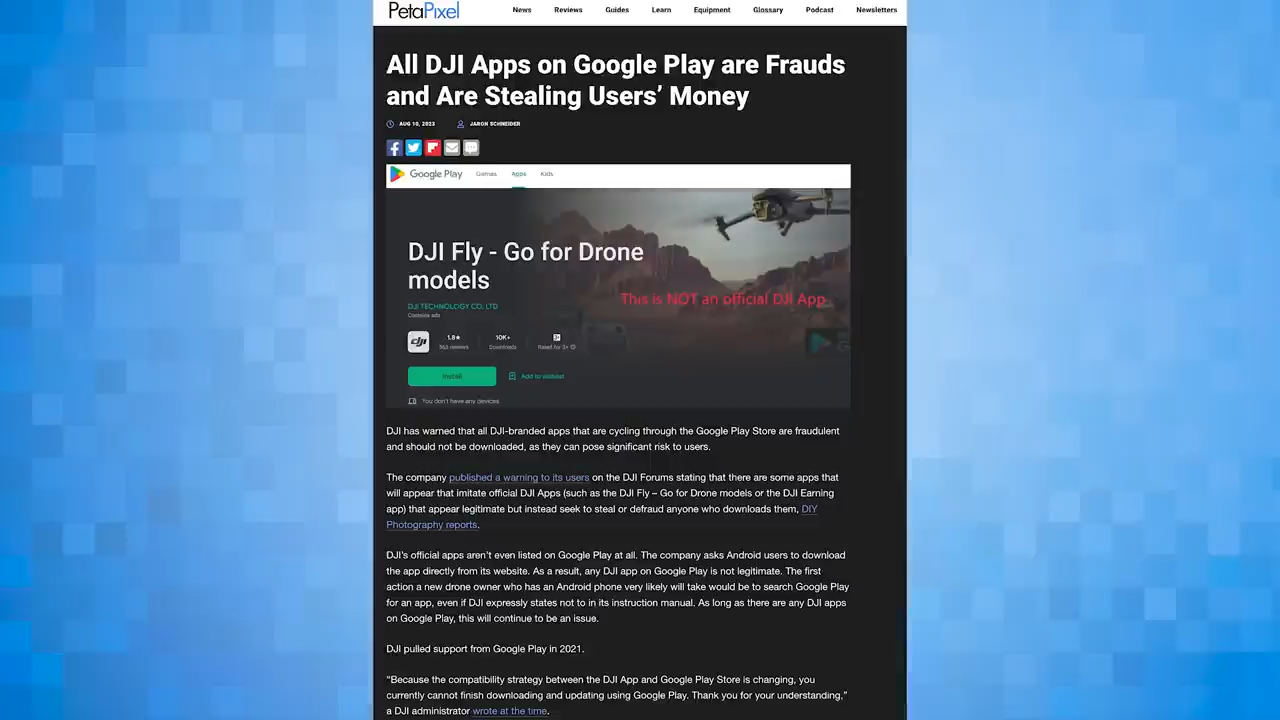 PetaPixel
News Reviews Guides Learn Equipment Glossary Podcast Newsletters
All DJI Apps on Google Play are Frauds
and Are Stealing Users’ Money
AUG 10, 2023 JARON SCHNEIDER
Google Play Games Apps Kids
DJI Fly - Go for Drone
models
This is NOT an official DJI App
DJI TECHNOLOGY CO., LTD
Contains ads
dji
1.8★ 10K+
563 reviews Downloads Rated for 3+
Install Add to wishlist
You don't have any devices
DJI has warned that all DJI-branded apps that are cycling through the Google Play Store are fraudulent
and should not be downloaded, as they can pose significant risk to users.
The company published a warning to its users on the DJI Forums stating that there are some apps that
will appear that imitate official DJI Apps (such as the DJI Fly – Go for Drone models or the DJI Earning
app) that appear legitimate but instead seek to steal or defraud anyone who downloads them, DIY
Photography reports.
DJI’s official apps aren’t even listed on Google Play at all. The company asks Android users to download
the app directly from its website. As a result, any DJI app on Google Play is not legitimate. The first
action a new drone owner who has an Android phone very likely will take would be to search Google Play
for an app, even if DJI expressly states not to in its instruction manual. As long as there are any DJI apps
on Google Play, this will continue to be an issue.
DJI pulled support from Google Play in 2021.
“Because the compatibility strategy between the DJI App and Google Play Store is changing, you
currently cannot finish downloading and updating using Google Play. Thank you for your understanding,”
a DJI administrator wrote at the time.